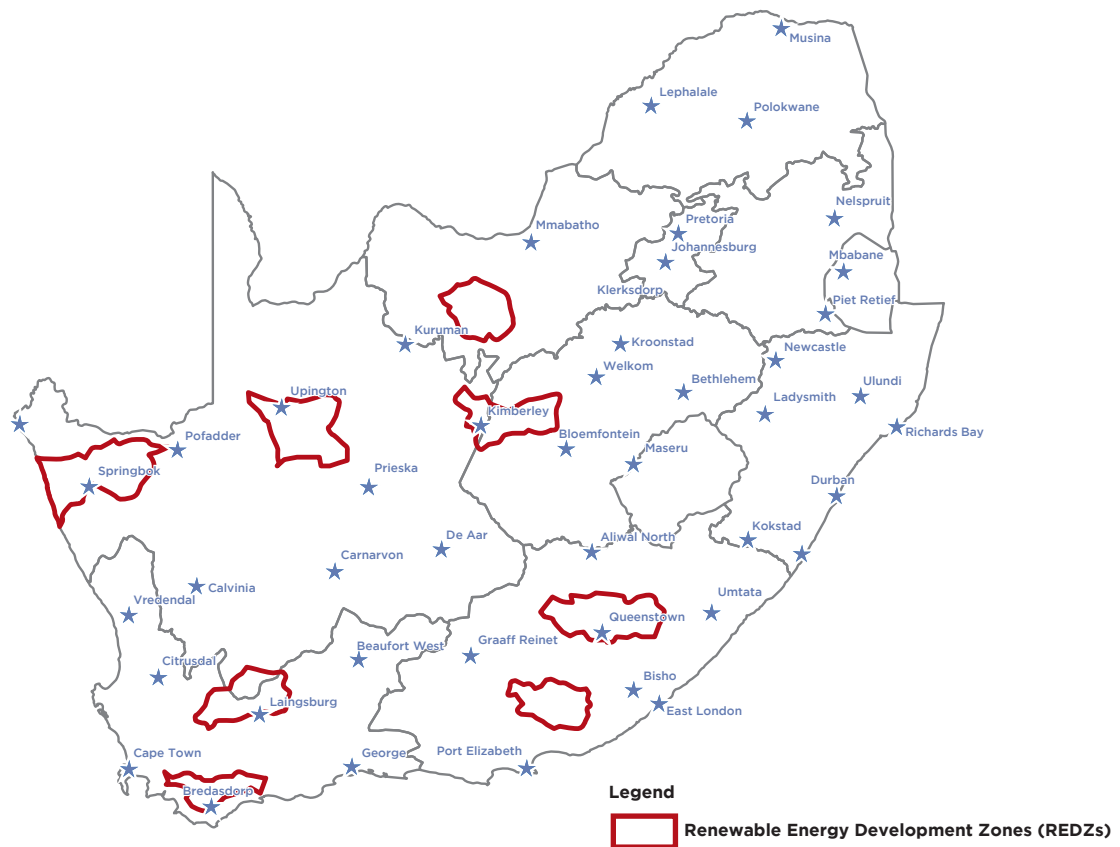 Musina
Lephalale
Polokwane
Nelspruit
Mmabatho
Pretoria
Johannesburg
Mbabane
Klerksdorp
Piet Retief
Kuruman
Kroonstad
Newcastle
Welkom
Bethlehem
Ulundi
Upington
Ladysmith
Kimberley
Richards Bay
Pofadder
Bloemfontein
Maseru
Springbok
Prieska
Durban
Kokstad
De Aar
Aliwal North
Carnarvon
Calvinia
Umtata
Vredendal
Queenstown
Graaff Reinet
Beaufort West
Citrusdal
Bisho
Laingsburg
East London
Cape Town
George
Port Elizabeth
Bredasdorp
Legend
Renewable Energy Development Zones (REDZs)